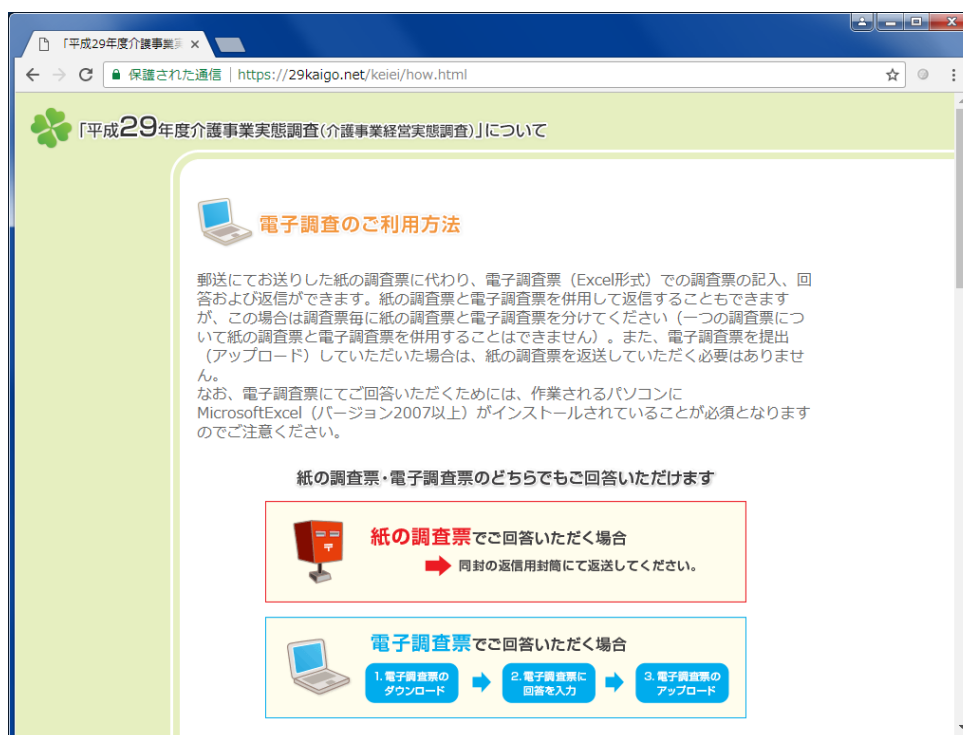 「平成29年度介護事業実
保護された通信 | https://29kaigo.net/keiei/how.html
「平成29年度介護事業実態調査(介護事業経営実態調査)」について
電子調査のご利用方法
郵送にてお送りした紙の調査票に代わり、電子調査票（Excel形式）での調査票の記入、回
答および返信ができます。紙の調査票と電子調査票を併用して返信することもできます
が、この場合は調査票毎に紙の調査票と電子調査票を分けてください（一つの調査票につ
いて紙の調査票と電子調査票を併用することはできません）。また、電子調査票を提出
（アップロード）していただいた場合は、紙の調査票を返送していただく必要はありませ
ん。
なお、電子調査票にてご回答いただくためには、作業されるパソコンに
MicrosoftExcel（バージョン2007以上）がインストールされていることが必須となります
のでご注意ください。
紙の調査票・電子調査票のどちらでもご回答いただけます
紙の調査票でご回答いただく場合
同封の返信用封筒にて返送してください。
電子調査票でご回答いただく場合
1.電子調査票の
ダウンロード
2.電子調査票に
回答を入力
3.電子調査票の
アップロード